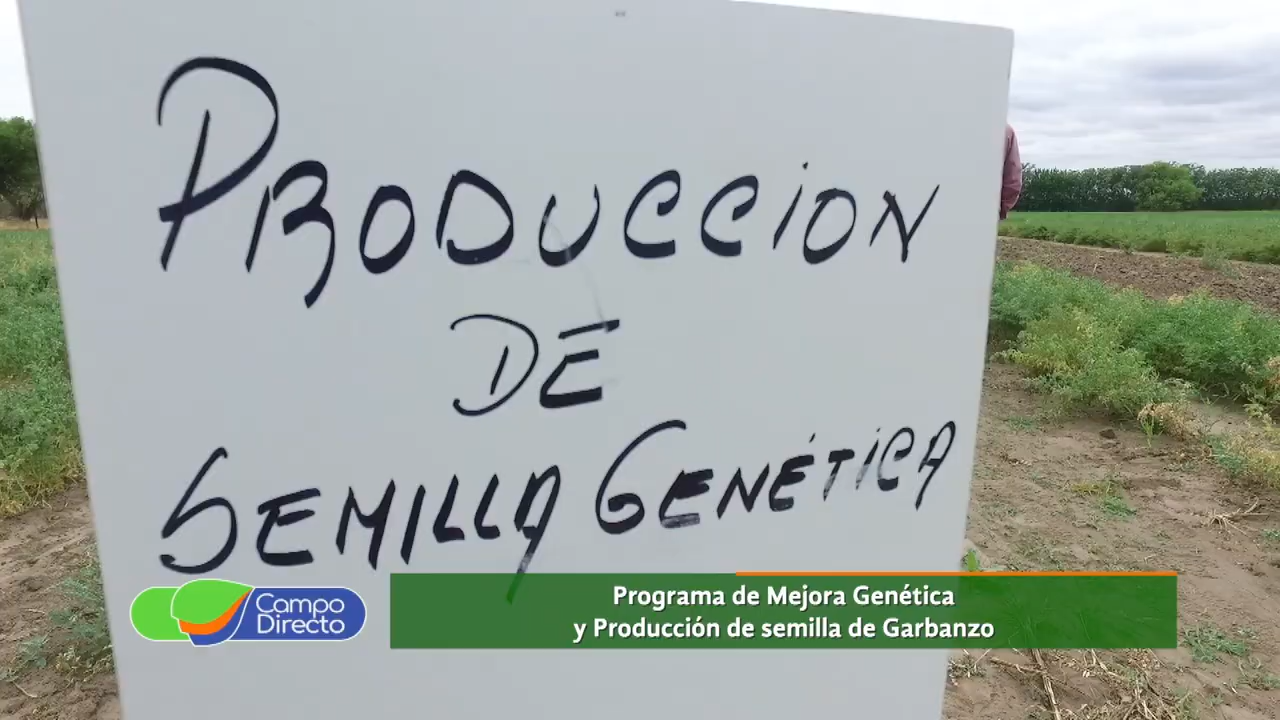 PRODUCCION
DE
SEMILLA GENÉTICA
Campo
Directo
Programa de Mejora Genética
y Producción de semilla de Garbanzo